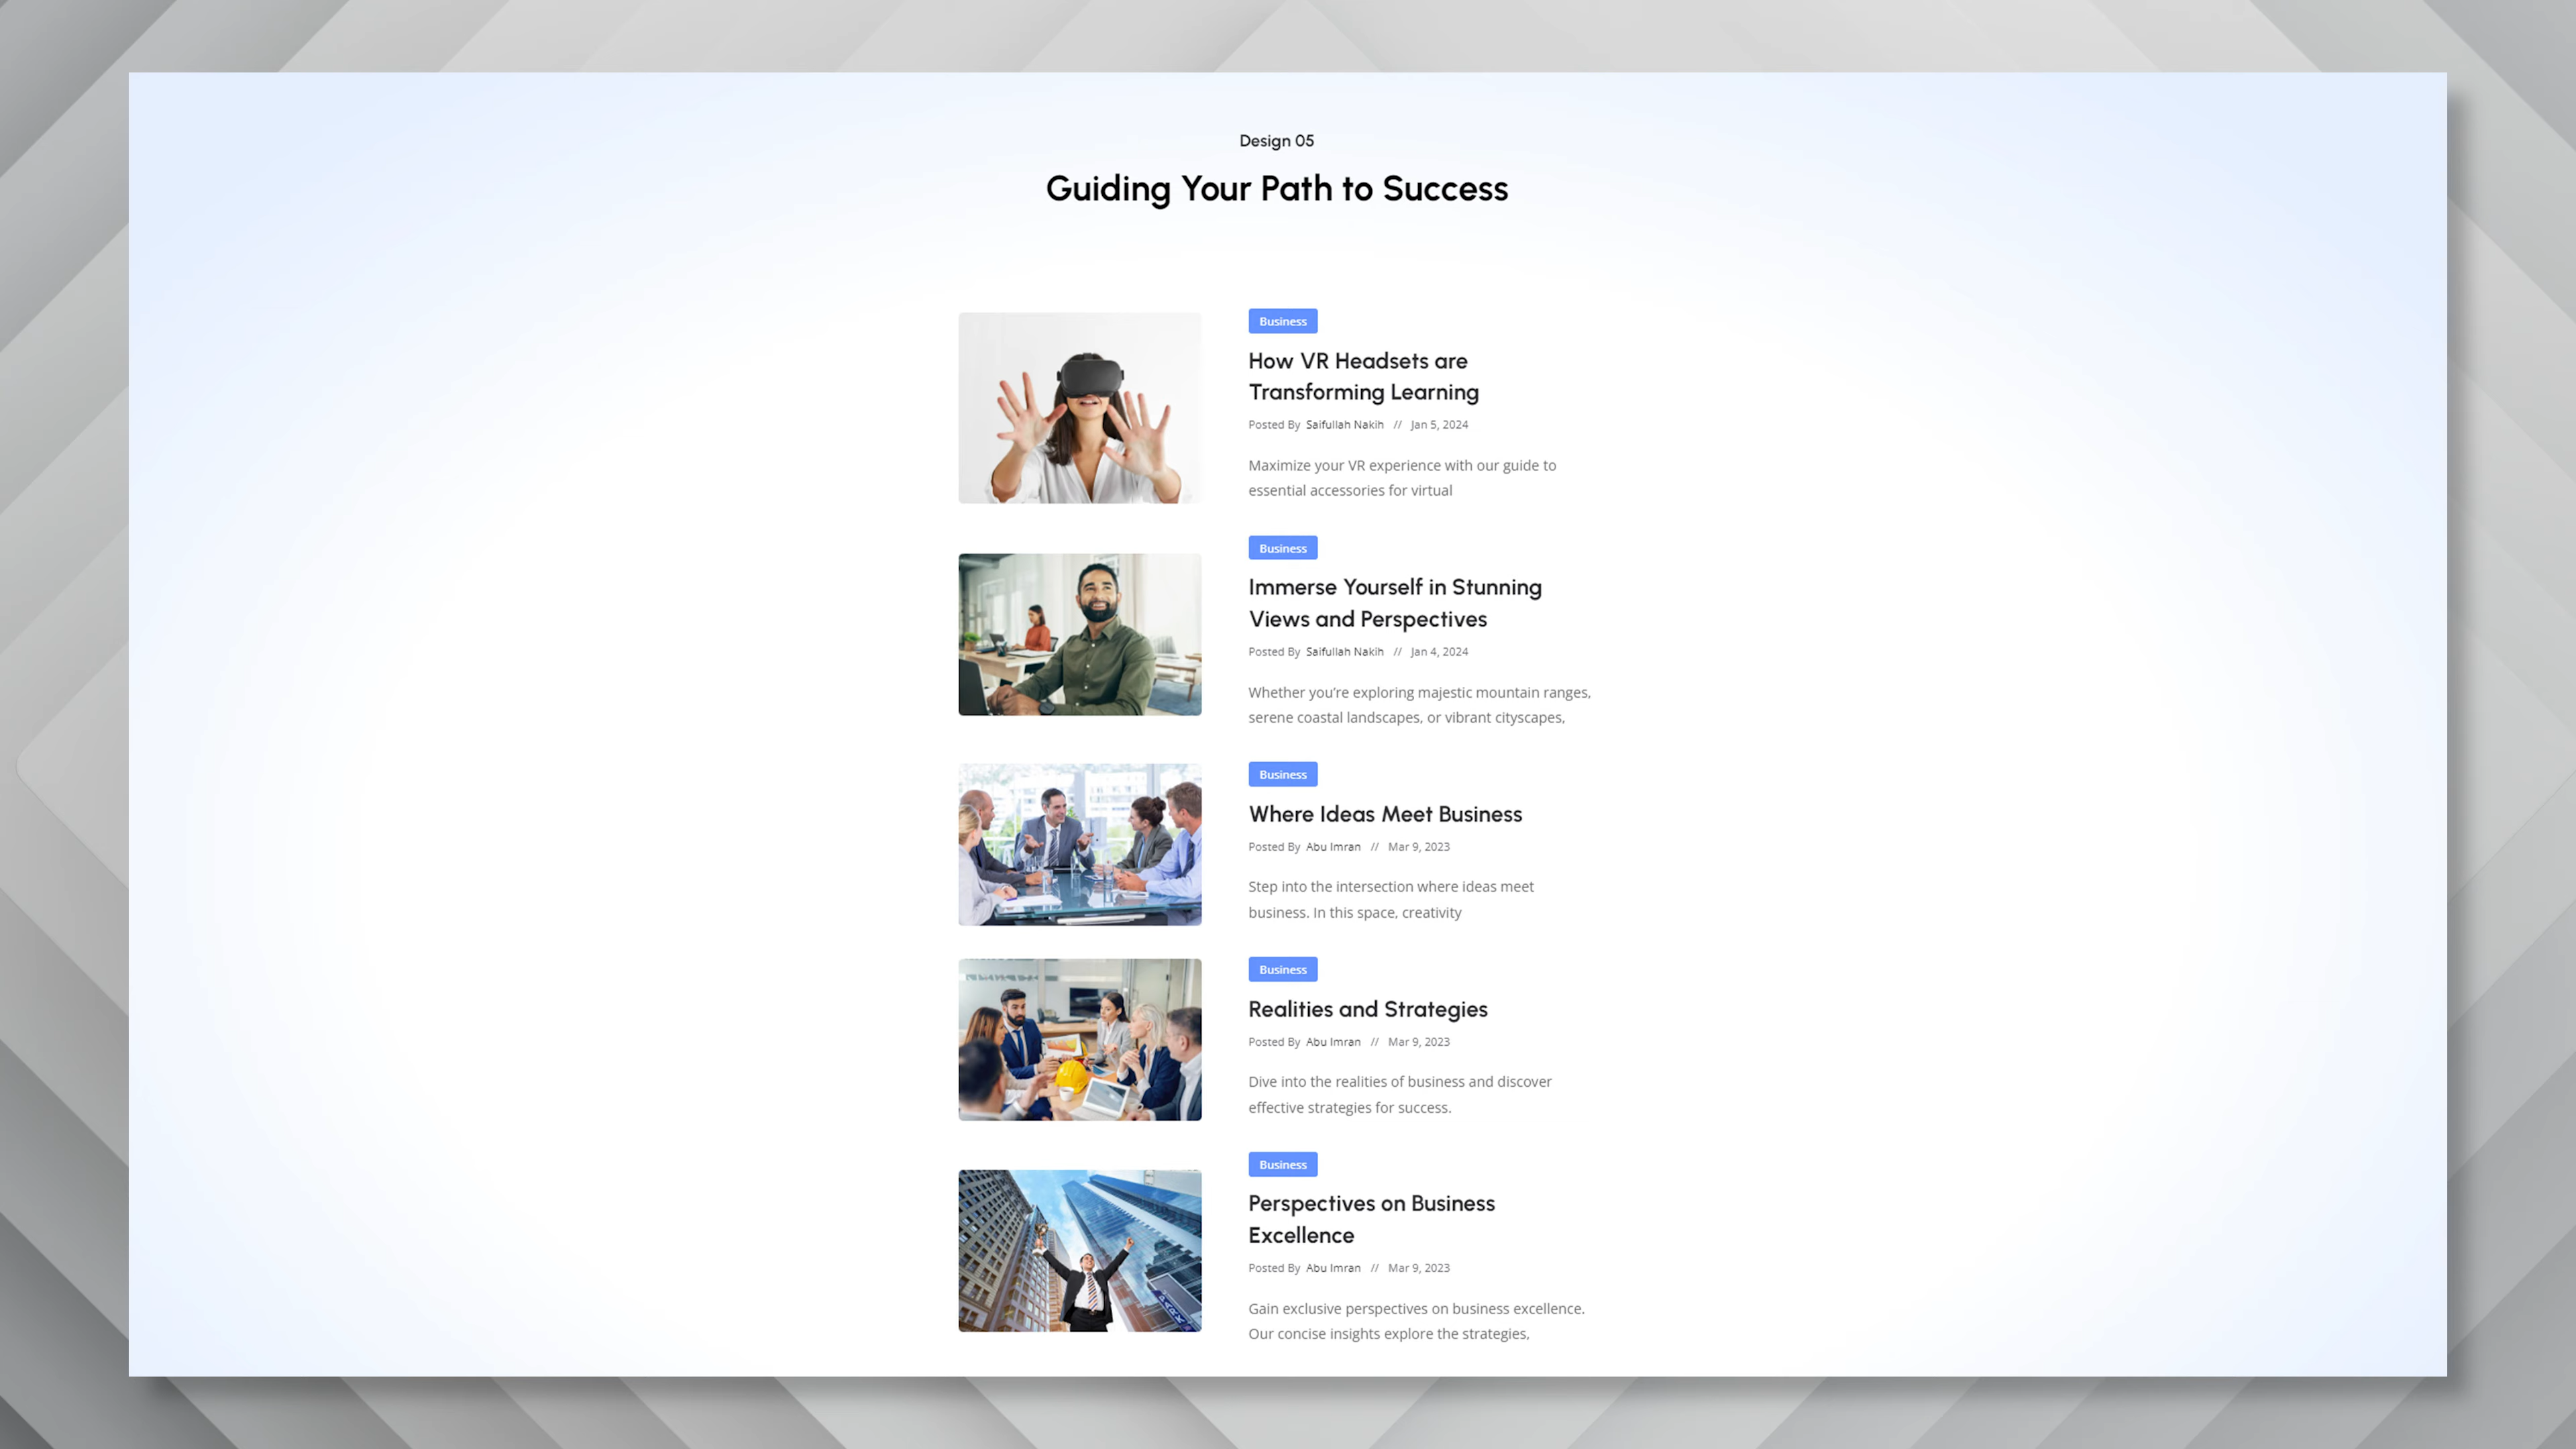 Design 05
Guiding Your Path to Success
Business
How VR Headsets are
Transforming Learning
Posted By Saifullah Nakih // Jan 5, 2024
Maximize your VR experience with our guide to
essential accessories for virtual
Business
Immerse Yourself in Stunning
Views and Perspectives
Posted By Saifullah Nakih // Jan 4, 2024
Whether you're exploring majestic mountain ranges,
serene coastal landscapes, or vibrant cityscapes,
Business
Where Ideas Meet Business
Posted By Abu Imran // Mar 9, 2023
Step into the intersection where ideas meet
business. In this space, creativity
Business
Realities and Strategies
Posted By Abu Imran // Mar 9, 2023
Dive into the realities of business and discover
effective strategies for success.
Business
Perspectives on Business
Excellence
Posted By Abu Imran // Mar 9, 2023
Gain exclusive perspectives on business excellence.
Our concise insights explore the strategies,